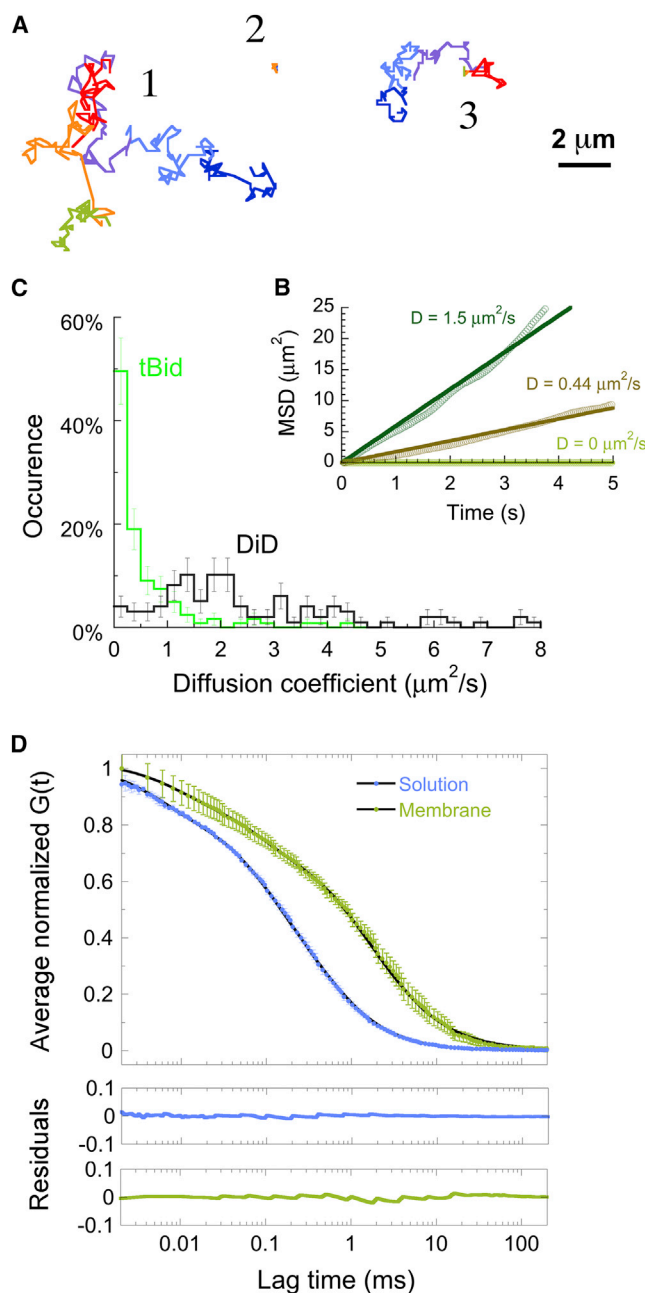 A
1
2
3
2 μm
C
60%
40%
20%
0%
Occurence
tBid
DiD
0 1 2 3 4 5 6 7 8
Diffusion coefficient (μm²/s)
B
25
20
15
10
5
0
MSD (μm²)
D = 1.5 μm²/s
D = 0.44 μm²/s
D = 0 μm²/s
0 1 2 3 4 5
Time (s)
D
1
0.8
0.6
0.4
0.2
0
Average normalized G(t)
Solution
Membrane
0.1
0
-0.1
0.1
0
-0.1
Residuals
0.01 0.1 1 10 100
Lag time (ms)